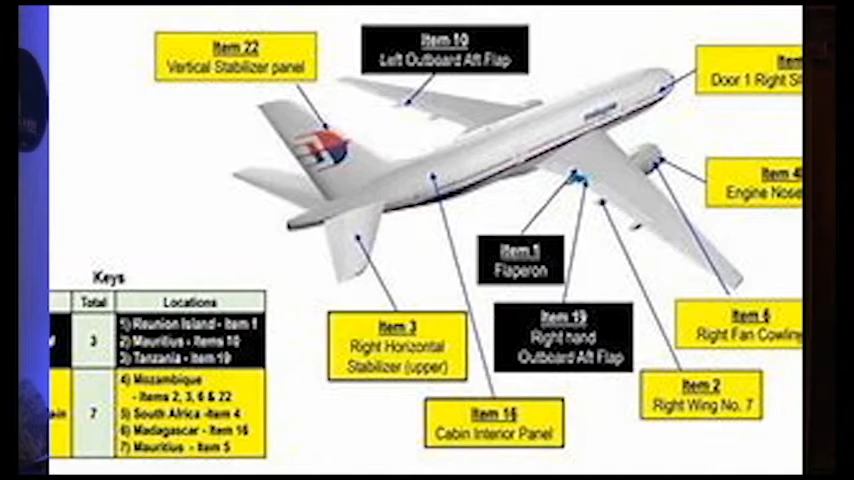 Item 22
Vertical Stabilizer panel
Item 10
Left Outboard Aft Flap
Item
Door 1 Right
Item
Engine Nose
Item 1
Flaperon
Item 19
Right hand
Outboard Aft Flap
Item 6
Right Fan Cowling
Item 3
Right Horizontal
Stabilizer (upper)
Item 2
Right Wing No. 7
Item 16
Cabin Interior Panel
Keys
Total
Locations
3
1) Reunion Island - Item 1
2) Mauritius - Items 10
3) Tanzania - Item 19
7
4) Mozambique
- Items 2, 3, 6 & 22
5) South Africa -Item 4
6) Madagascar - Item 16
7) Mauritius - Item 5